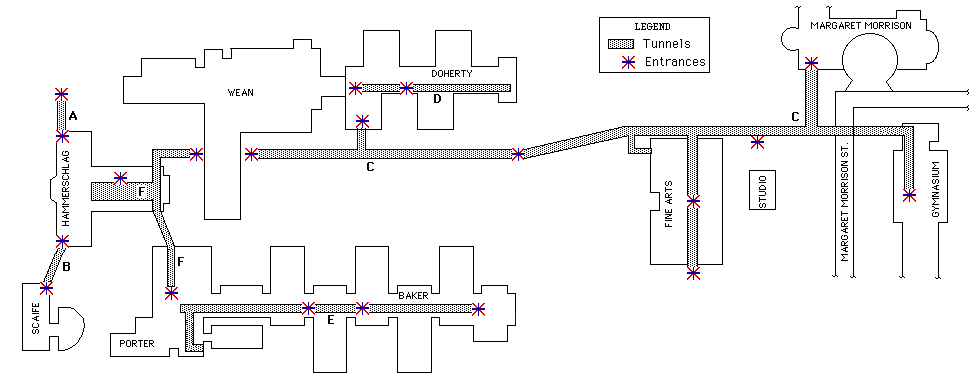 MARGARET MORRISON
LEGEND
Tunnels
Entrances
DOHERTY
WEAN
D
A
C
C
HAMMERSCHLAG
F
FINE ARTS
STUDIO
MARGARET MORRISON ST.
GYMNASIUM
B
F
SCAIFE
BAKER
E
PORTER